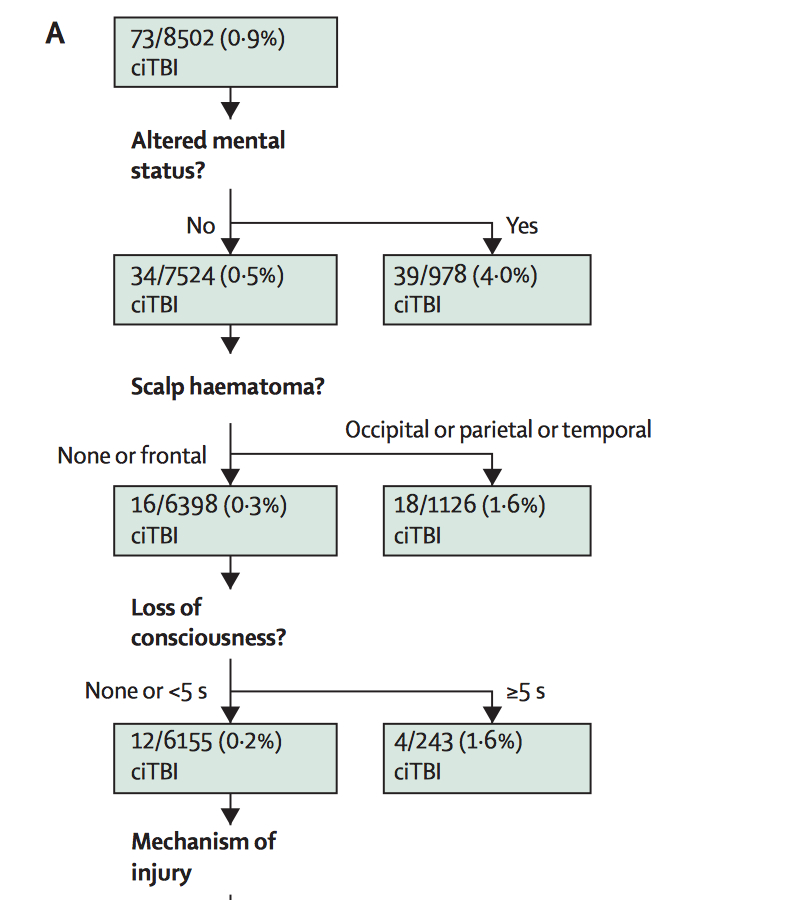 A
73/8502 (0·9%)
ciTBI
Altered mental
status?
No
Yes
34/7524 (0·5%)
ciTBI
39/978 (4·0%)
ciTBI
Scalp haematoma?
Occipital or parietal or temporal
None or frontal
16/6398 (0·3%)
ciTBI
18/1126 (1·6%)
ciTBI
Loss of
consciousness?
None or <5 s
≥5 s
12/6155 (0·2%)
ciTBI
4/243 (1·6%)
ciTBI
Mechanism of
injury